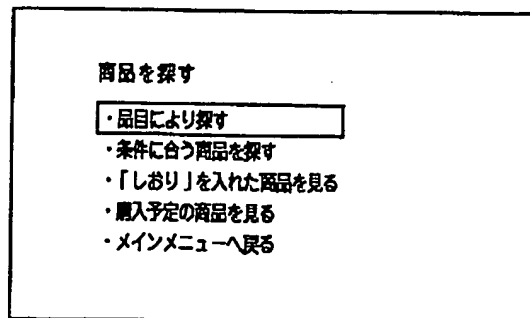 商品を探す
・品目により探す
・条件に合う商品を探す
・「しおり」を入れた商品を見る
・購入予定の商品を見る
・メインメニューへ戻る